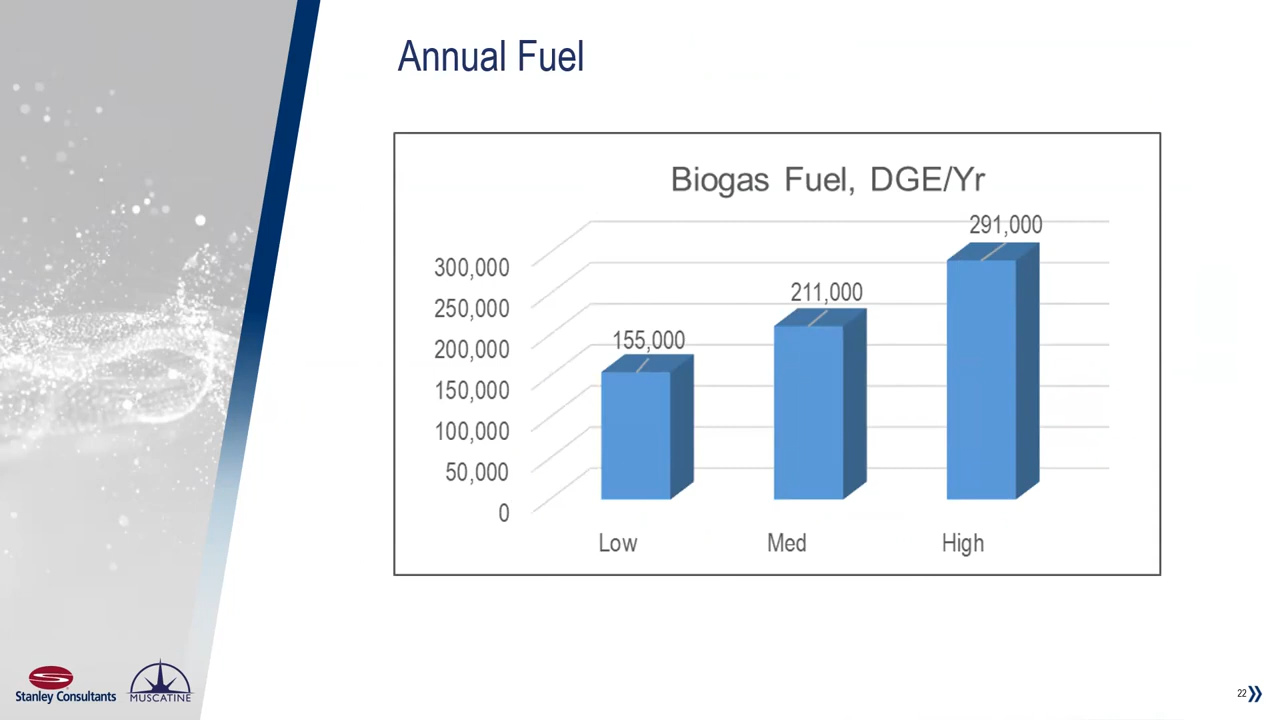 Annual Fuel
Biogas Fuel, DGE/Yr
300,000
250,000
200,000
150,000
100,000
50,000
0
155,000
211,000
291,000
Low
Med
High
Stanley Consultants
MUSCATINE
22